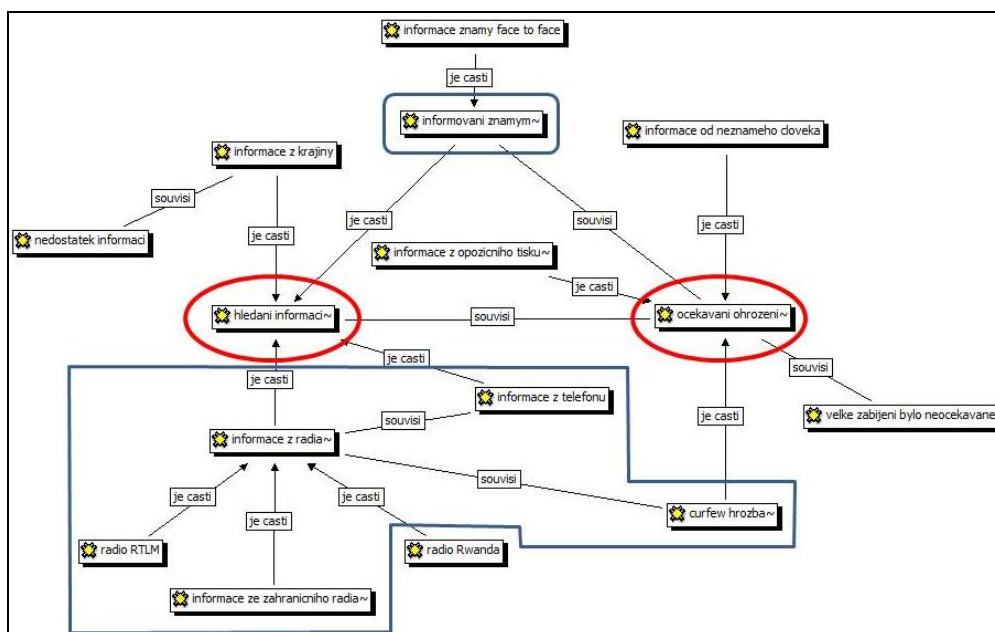 informace znamy face to face
je casti
informovani znamym~
informace od neznameho cloveka
informace z krajiny
souvisi
je casti
souvisi
je casti
nedostatek informaci
je casti
informace z opozicniho tisku~
je casti
hledani informaci~
souvisi
ocekavani ohrozeni~
je casti
souvisi
je casti
informace z telefonu
velke zabijeni bylo neocekavane
je casti
souvisi
informace z radia~
souvisi
je casti
je casti
curfew hrozba~
je casti
radio RTLM
radio Rwanda
informace ze zahranicniho radia~